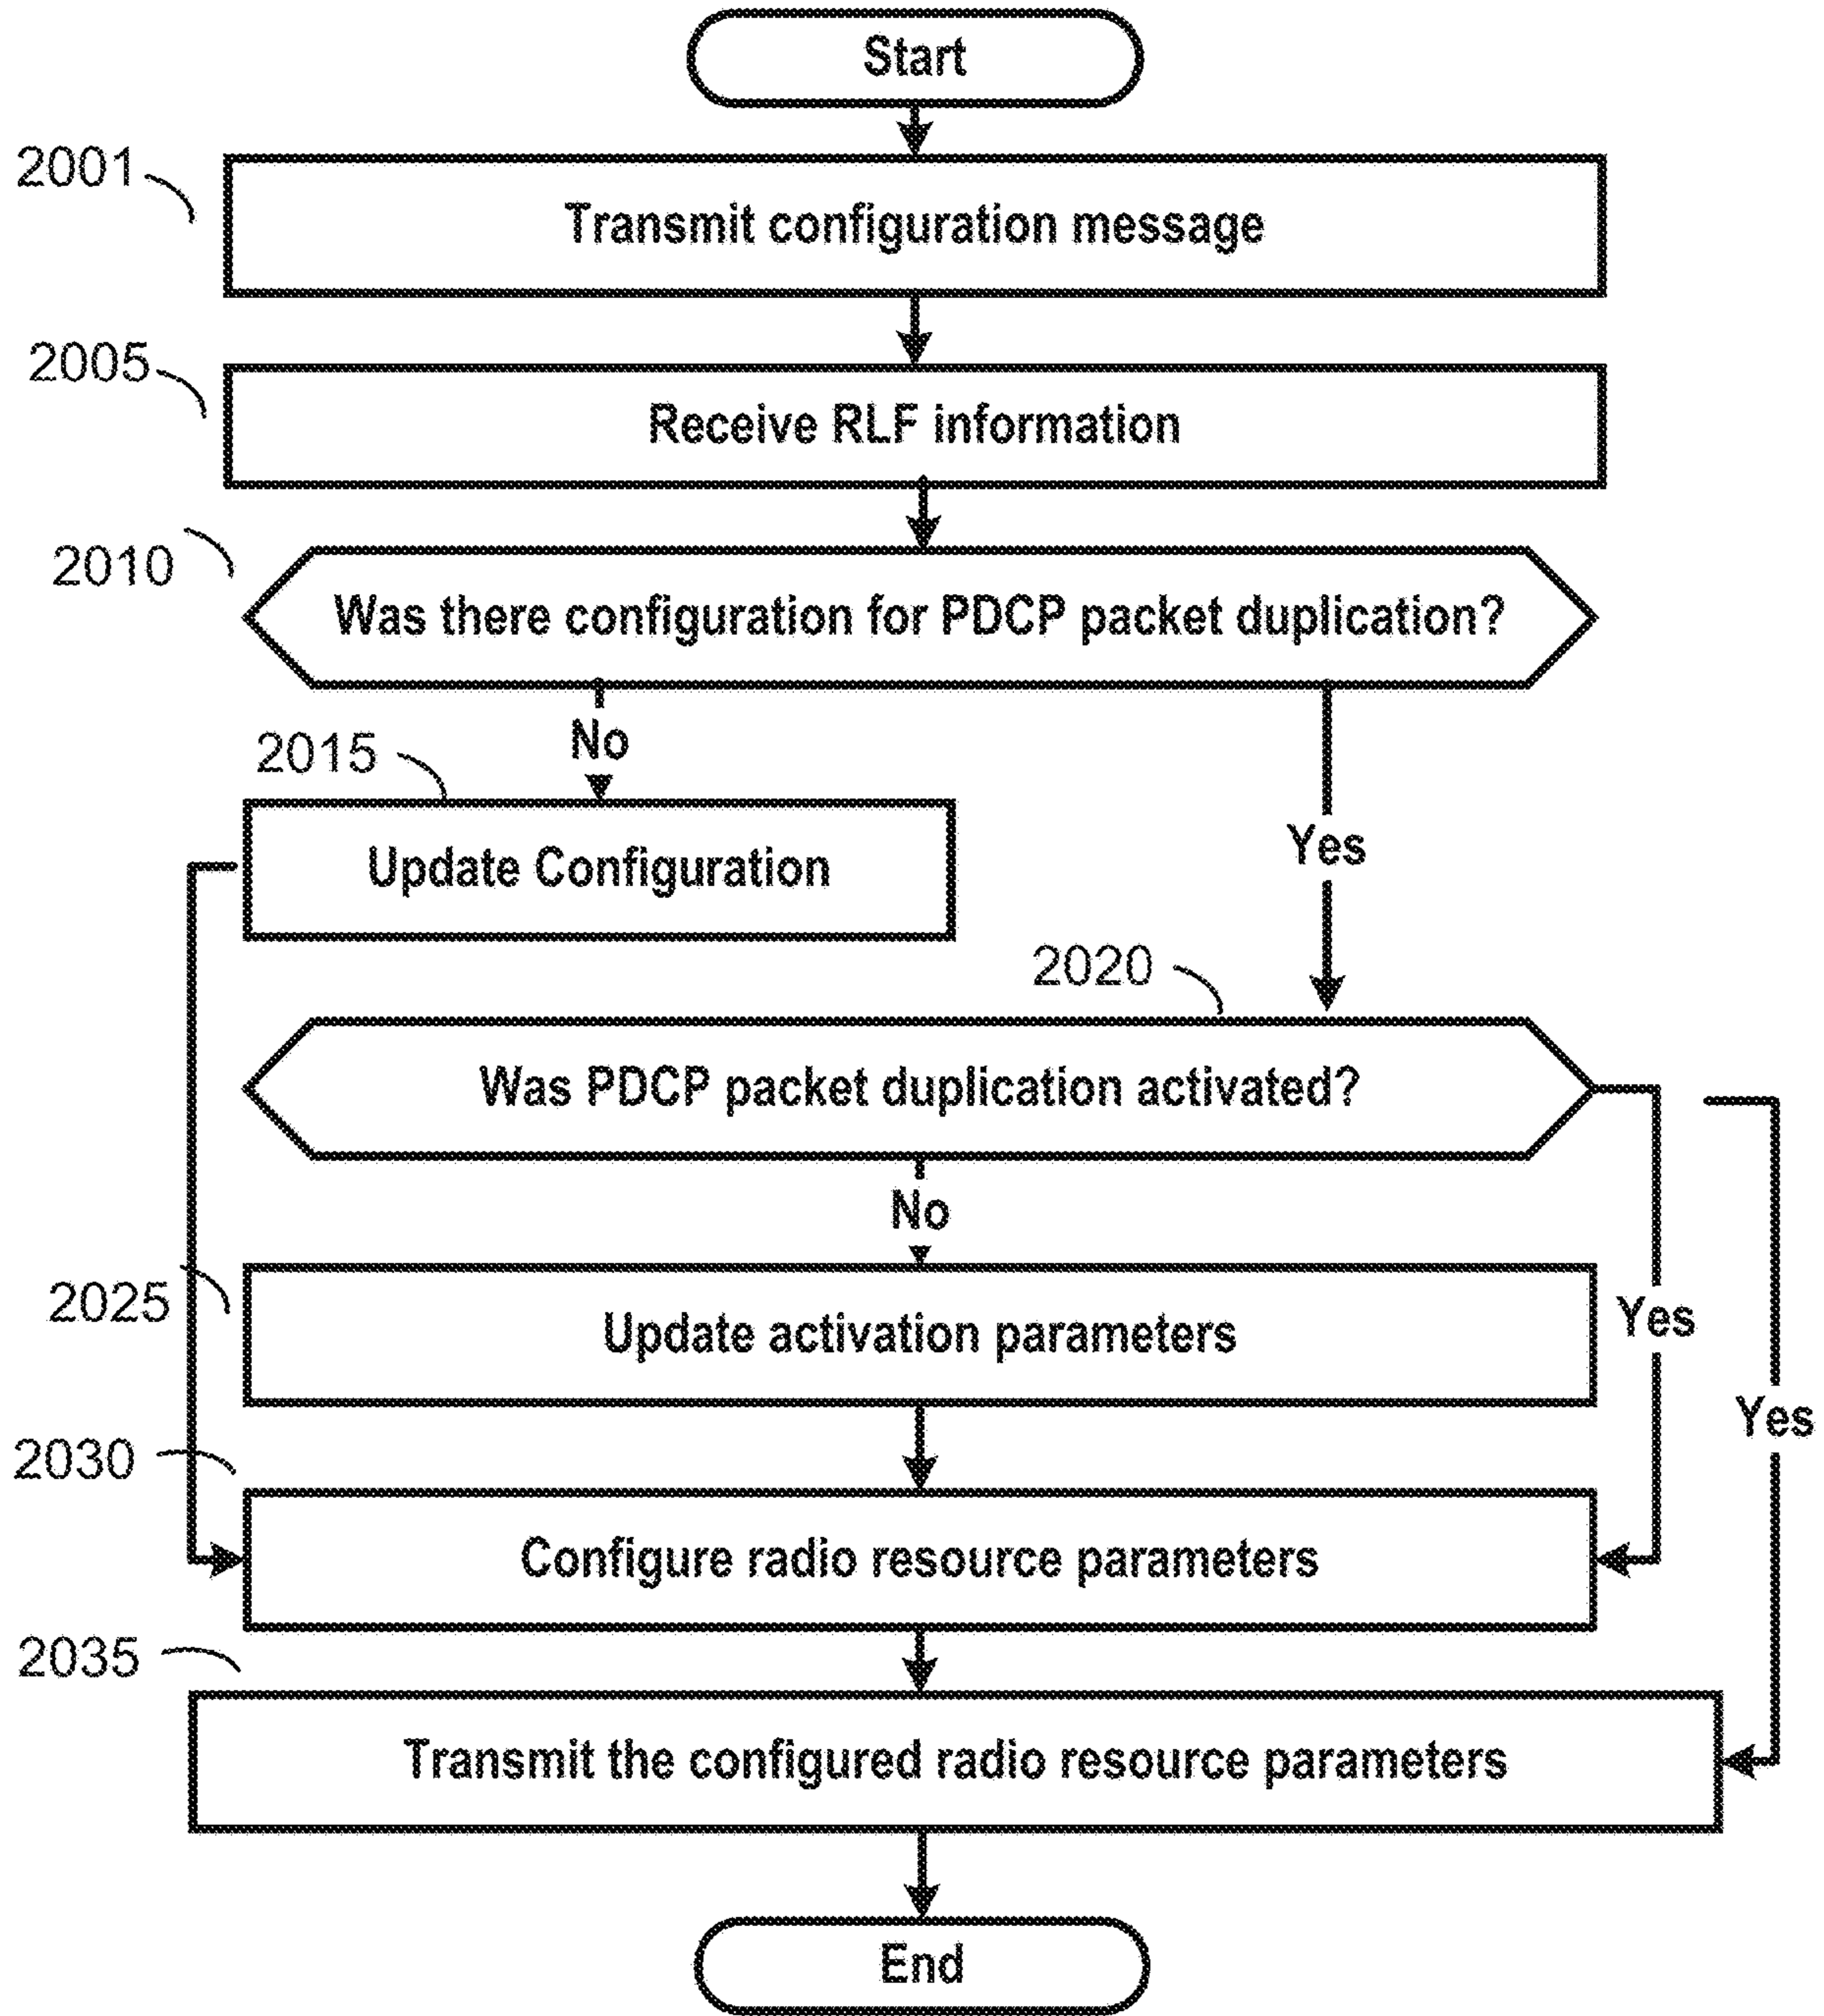 Start
2001
Transmit configuration message
2005
Receive RLF information
2010
Was there configuration for PDCP packet duplication?
No
2015
Yes
Update Configuration
2020
Was PDCP packet duplication activated?
No
2025
Yes
Update activation parameters
Yes
2030
Configure radio resource parameters
2035
Transmit the configured radio resource parameters
End